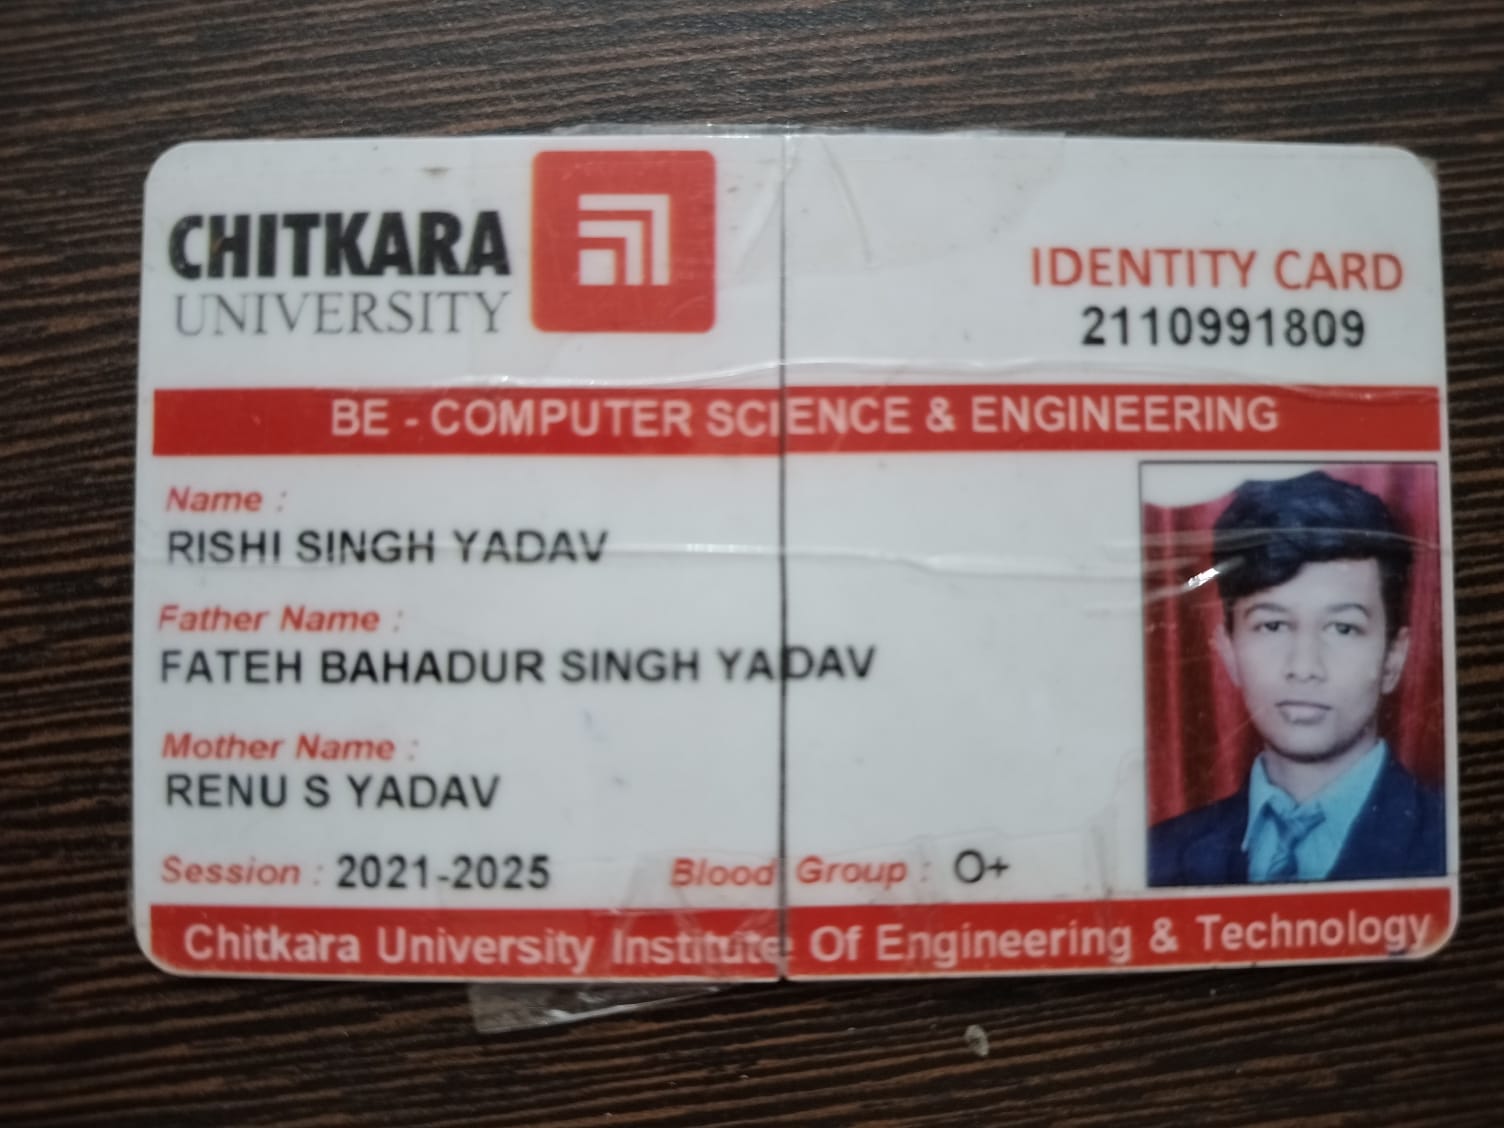 CHITKARA
UNIVERSITY
IDENTITY CARD
2110991809
BE - COMPUTER SCIENCE & ENGINEERING
Name :
RISHI SINGH YADAV
Father Name :
FATEH BAHADUR SINGH YADAV
Mother Name :
RENU S YADAV
Session : 2021-2025 Blood Group : O+
Chitkara University Institute Of Engineering & Technology